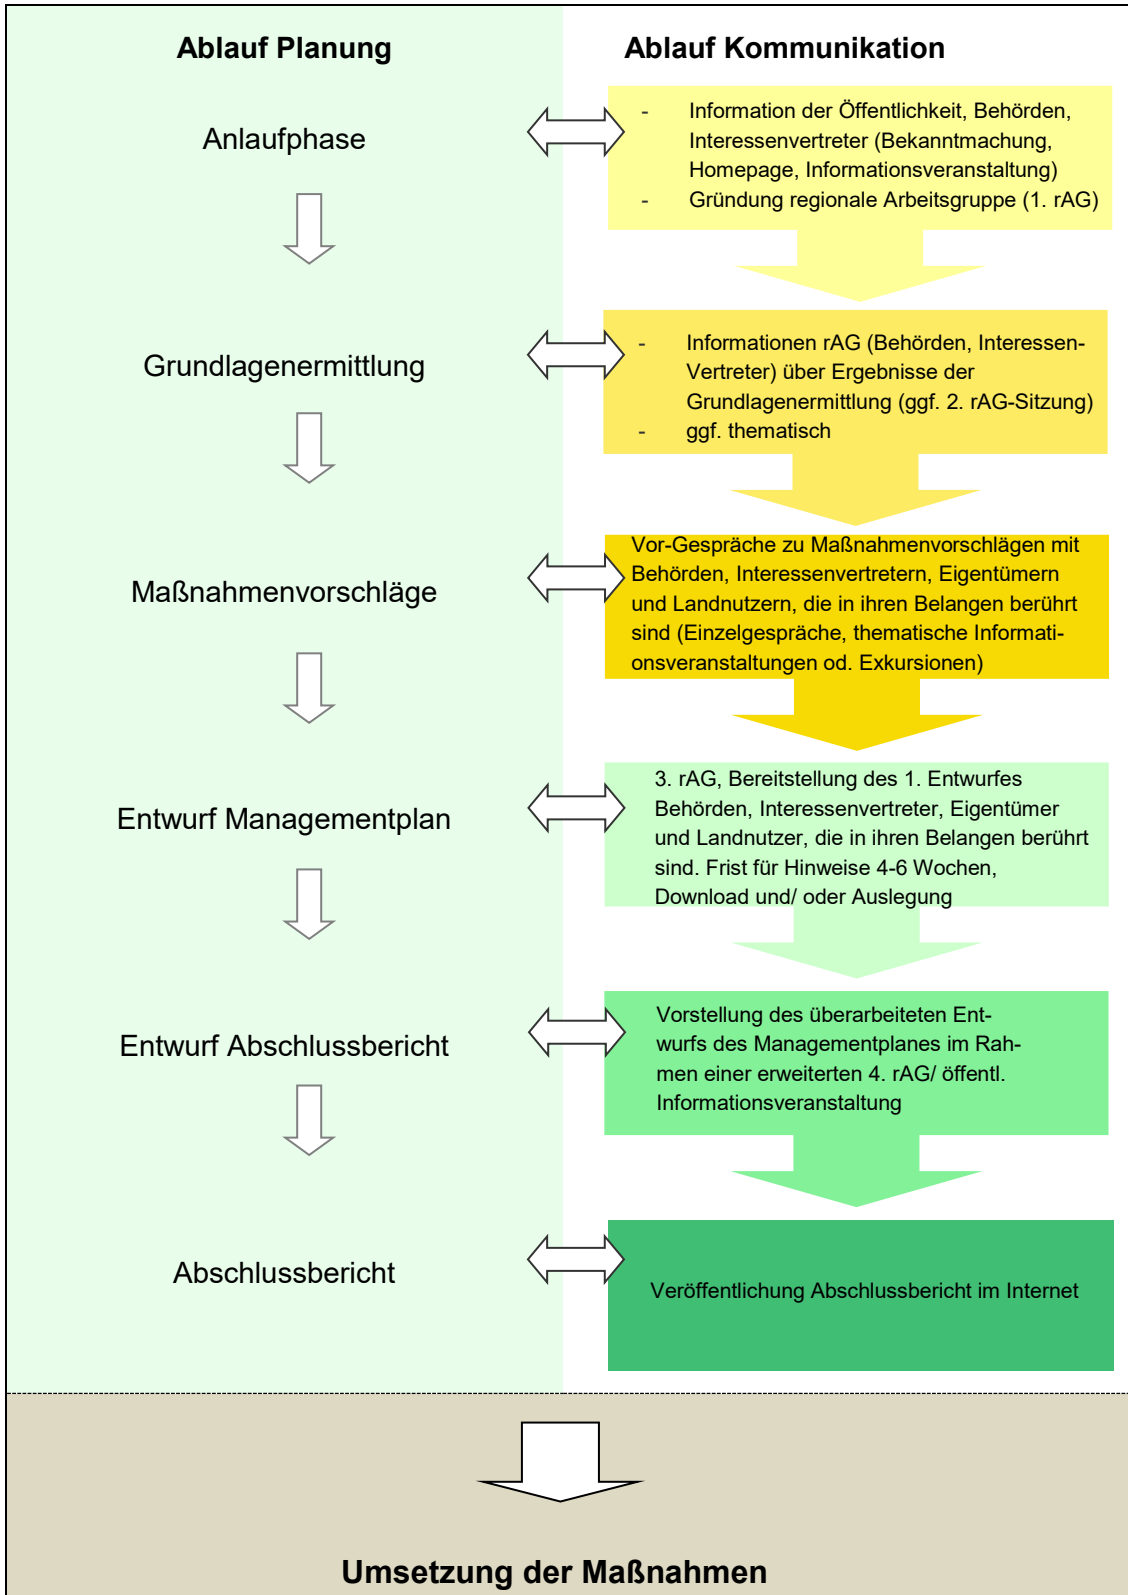 Ablauf Planung
Ablauf Kommunikation
Anlaufphase
- Information der Öffentlichkeit, Behörden,
Interessenvertreter (Bekanntmachung,
Homepage, Informationsveranstaltung)
- Gründung regionale Arbeitsgruppe (1. rAG)
Grundlagenermittlung
- Informationen rAG (Behörden, Interessen-
Vertreter) über Ergebnisse der
Grundlagenermittlung (ggf. 2. rAG-Sitzung)
- ggf. thematisch
Maßnahmenvorschläge
Vor-Gespräche zu Maßnahmenvorschlägen mit
Behörden, Interessenvertretern, Eigentümern
und Landnutzern, die in ihren Belangen berührt
sind (Einzelgespräche, thematische Informati-
onsveranstaltungen od. Exkursionen)
Entwurf Managementplan
3. rAG, Bereitstellung des 1. Entwurfes
Behörden, Interessenvertreter, Eigentümer
und Landnutzer, die in ihren Belangen berührt
sind. Frist für Hinweise 4-6 Wochen,
Download und/ oder Auslegung
Entwurf Abschlussbericht
Vorstellung des überarbeiteten Ent-
wurfs des Managementplanes im Rah-
men einer erweiterten 4. rAG/ öffentl.
Informationsveranstaltung
Abschlussbericht
Veröffentlichung Abschlussbericht im Internet
Umsetzung der Maßnahmen